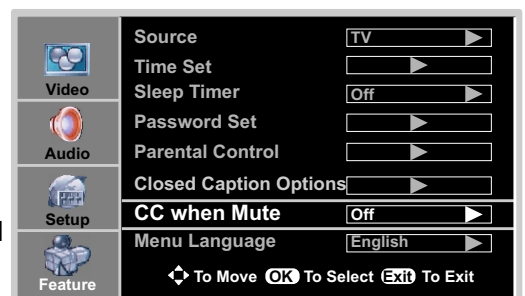 Video
Audio
Setup
Feature
Source TV
Time Set
Sleep Timer Off
Password Set
Parental Control
Closed Caption Options
CC when Mute Off
Menu Language English
To Move OK To Select Exit To Exit